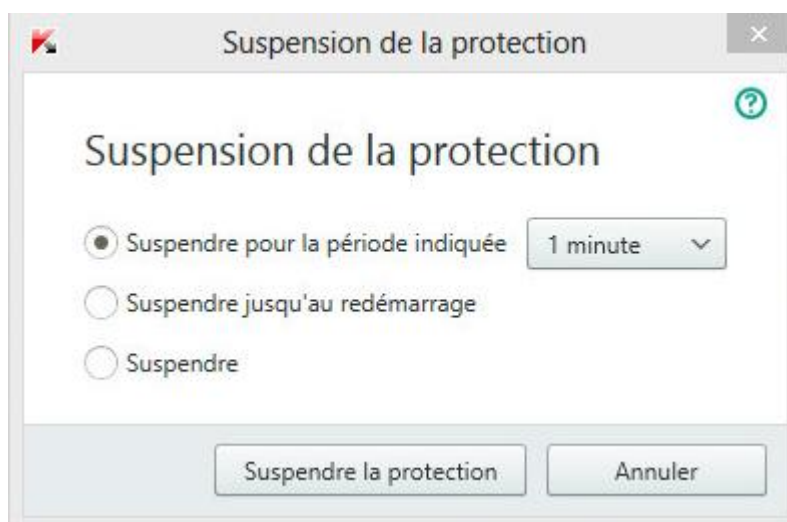 Suspension de la protection
Suspension de la protection
Suspendre pour la période indiquée 1 minute
Suspendre jusqu'au redémarrage
Suspendre
Suspendre la protection Annuler